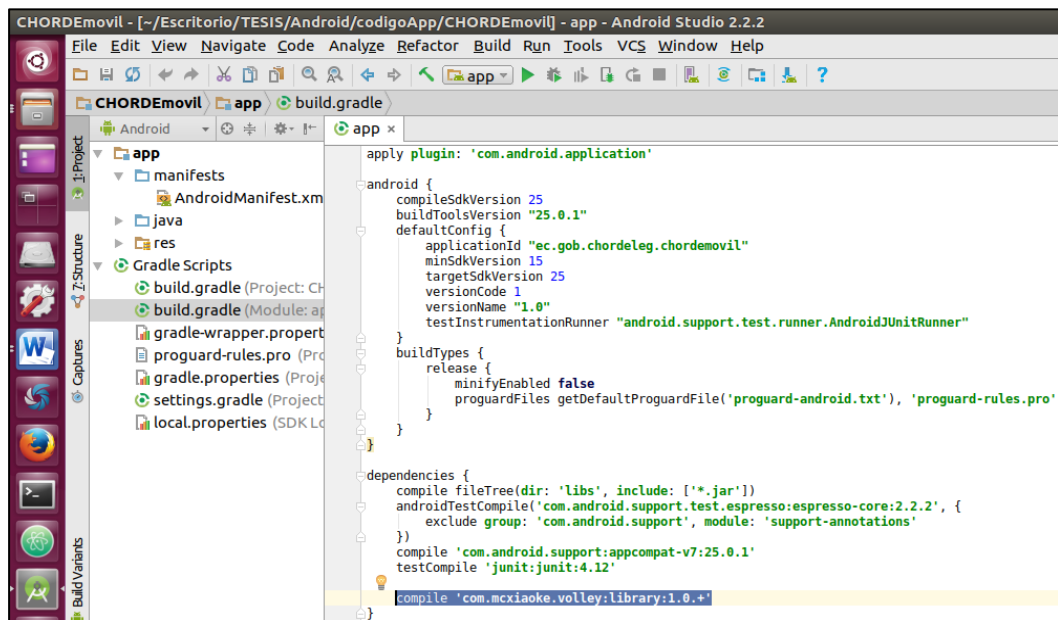 CHORDEmovil - [~/Escritorio/TESIS/Android/codigoApp/CHORDEmovil] - app - Android Studio 2.2.2
File Edit View Navigate Code Analyze Refactor Build Run Tools VCS Window Help
app
CHORDEmovil app build.gradle
Android
app ×
1: Project
7: Structure
Captures
Build Variants
app
manifests
AndroidManifest.xm
java
res
Gradle Scripts
build.gradle (Project: CH
build.gradle (Module: ap
gradle-wrapper.propert
proguard-rules.pro (Pro
gradle.properties (Proje
settings.gradle (Project
local.properties (SDK Lo
apply plugin: 'com.android.application'
android {
compileSdkVersion 25
buildToolsVersion "25.0.1"
defaultConfig {
applicationId "ec.gob.chordeleg.chordemovil"
minSdkVersion 15
targetSdkVersion 25
versionCode 1
versionName "1.0"
testInstrumentationRunner "android.support.test.runner.AndroidJUnitRunner"
}
buildTypes {
release {
minifyEnabled false
proguardFiles getDefaultProguardFile('proguard-android.txt'), 'proguard-rules.pro'
}
}
}
dependencies {
compile fileTree(dir: 'libs', include: ['*.jar'])
androidTestCompile('com.android.support.test.espresso:espresso-core:2.2.2', {
exclude group: 'com.android.support', module: 'support-annotations'
})
compile 'com.android.support:appcompat-v7:25.0.1'
testCompile 'junit:junit:4.12'
compile 'com.mcxiaoke.volley:library:1.0.+'
}